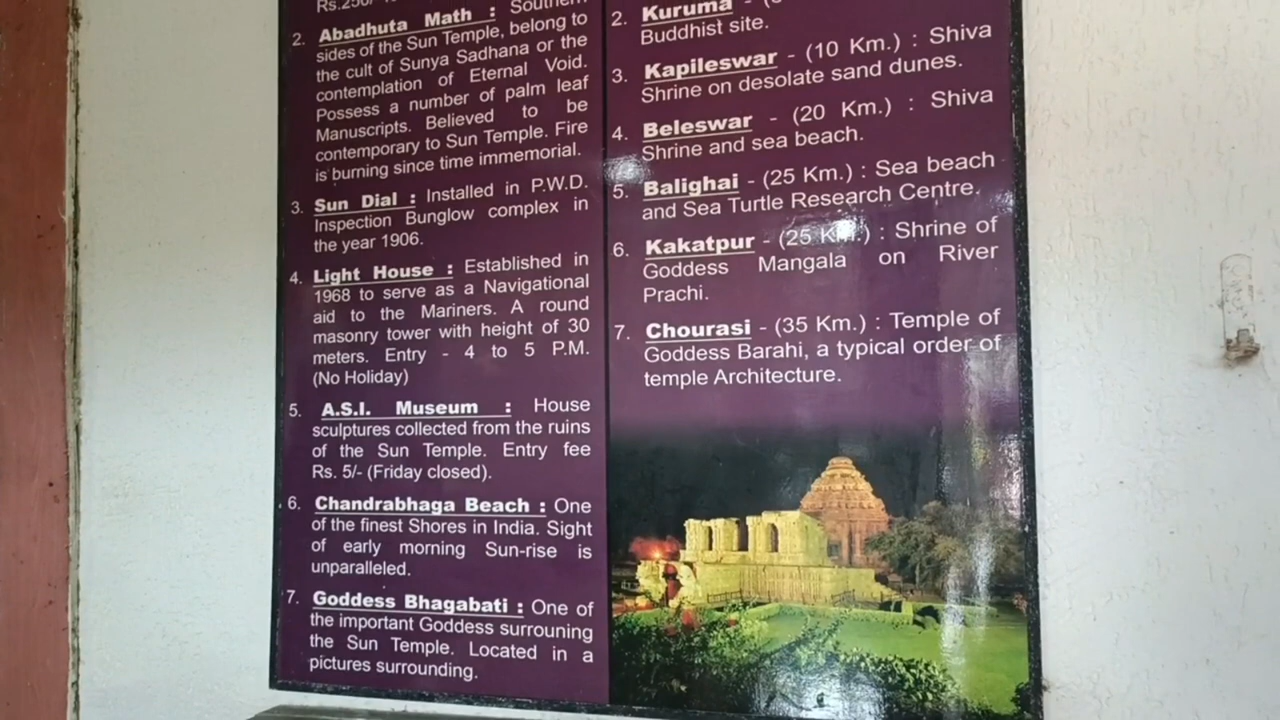 Rs.250/-
2. Abadhuta Math : Southern
sides of the Sun Temple, belong to
the cult of Sunya Sadhana or the
contemplation of Eternal Void.
Possess a number of palm leaf
Manuscripts. Believed to be
contemporary to Sun Temple. Fire
is burning since time immemorial.
3. Sun Dial : Installed in P.W.D.
Inspection Bunglow complex in
the year 1906.
4. Light House : Established in
1968 to serve as a Navigational
aid to the Mariners. A round
masonry tower with height of 30
meters. Entry - 4 to 5 P.M.
(No Holiday)
5. A.S.I. Museum : House
sculptures collected from the ruins
of the Sun Temple. Entry fee
Rs. 5/- (Friday closed).
6. Chandrabhaga Beach : One
of the finest Shores in India. Sight
of early morning Sun-rise is
unparalleled.
7. Goddess Bhagabati : One of
the important Goddess surrouning
the Sun Temple. Located in a
pictures surrounding.
2. Kuruma -
Buddhist site.
3. Kapileswar - (10 Km.) : Shiva
Shrine on desolate sand dunes.
4. Beleswar - (20 Km.) : Shiva
Shrine and sea beach.
5. Balighai - (25 Km.) : Sea beach
and Sea Turtle Research Centre.
6. Kakatpur - (25 Km.) : Shrine of
Goddess Mangala on River
Prachi.
7. Chourasi - (35 Km.) : Temple of
Goddess Barahi, a typical order of
temple Architecture.